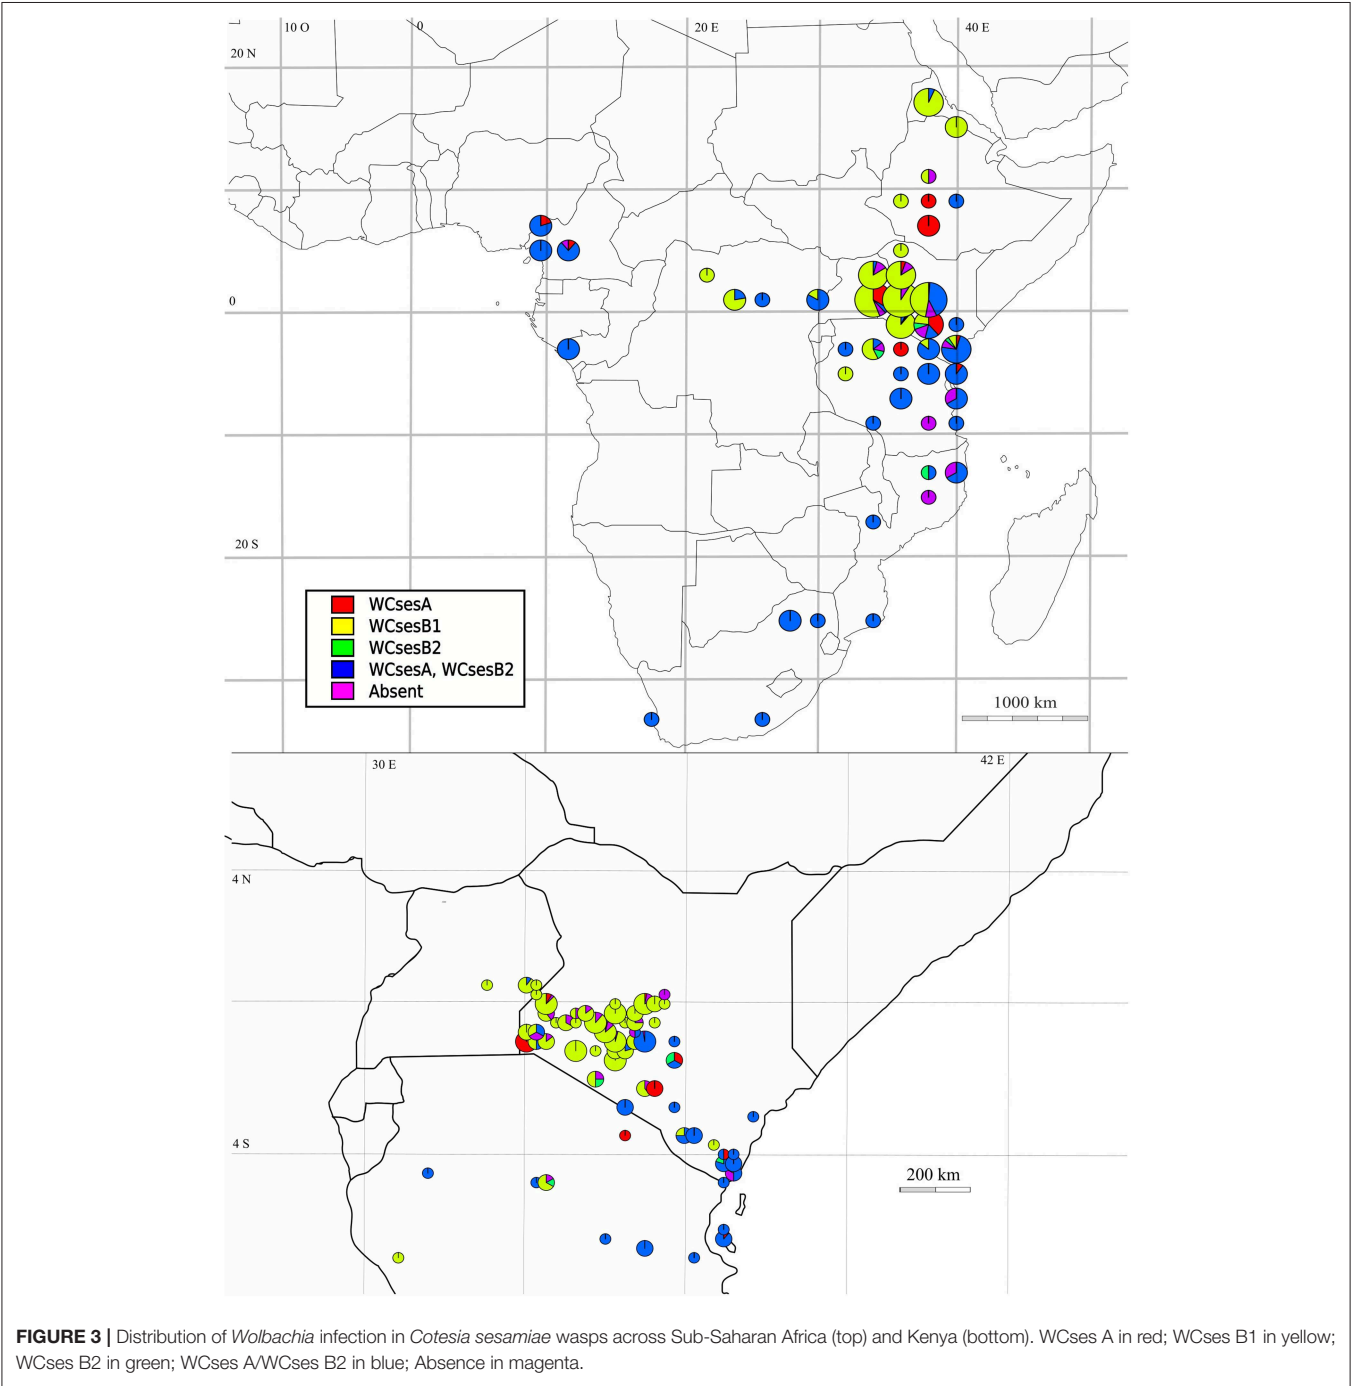 10 O
0
20 E
40 E
20 N
0
20 S
WCsesA
WCsesB1
WCsesB2
WCsesA, WCsesB2
Absent
1000 km
30 E
42 E
4 N
4 S
200 km
FIGURE 3 | Distribution of Wolbachia infection in Cotesia sesamiae wasps across Sub-Saharan Africa (top) and Kenya (bottom). WCses A in red; WCses B1 in yellow;
WCses B2 in green; WCses A/WCses B2 in blue; Absence in magenta.